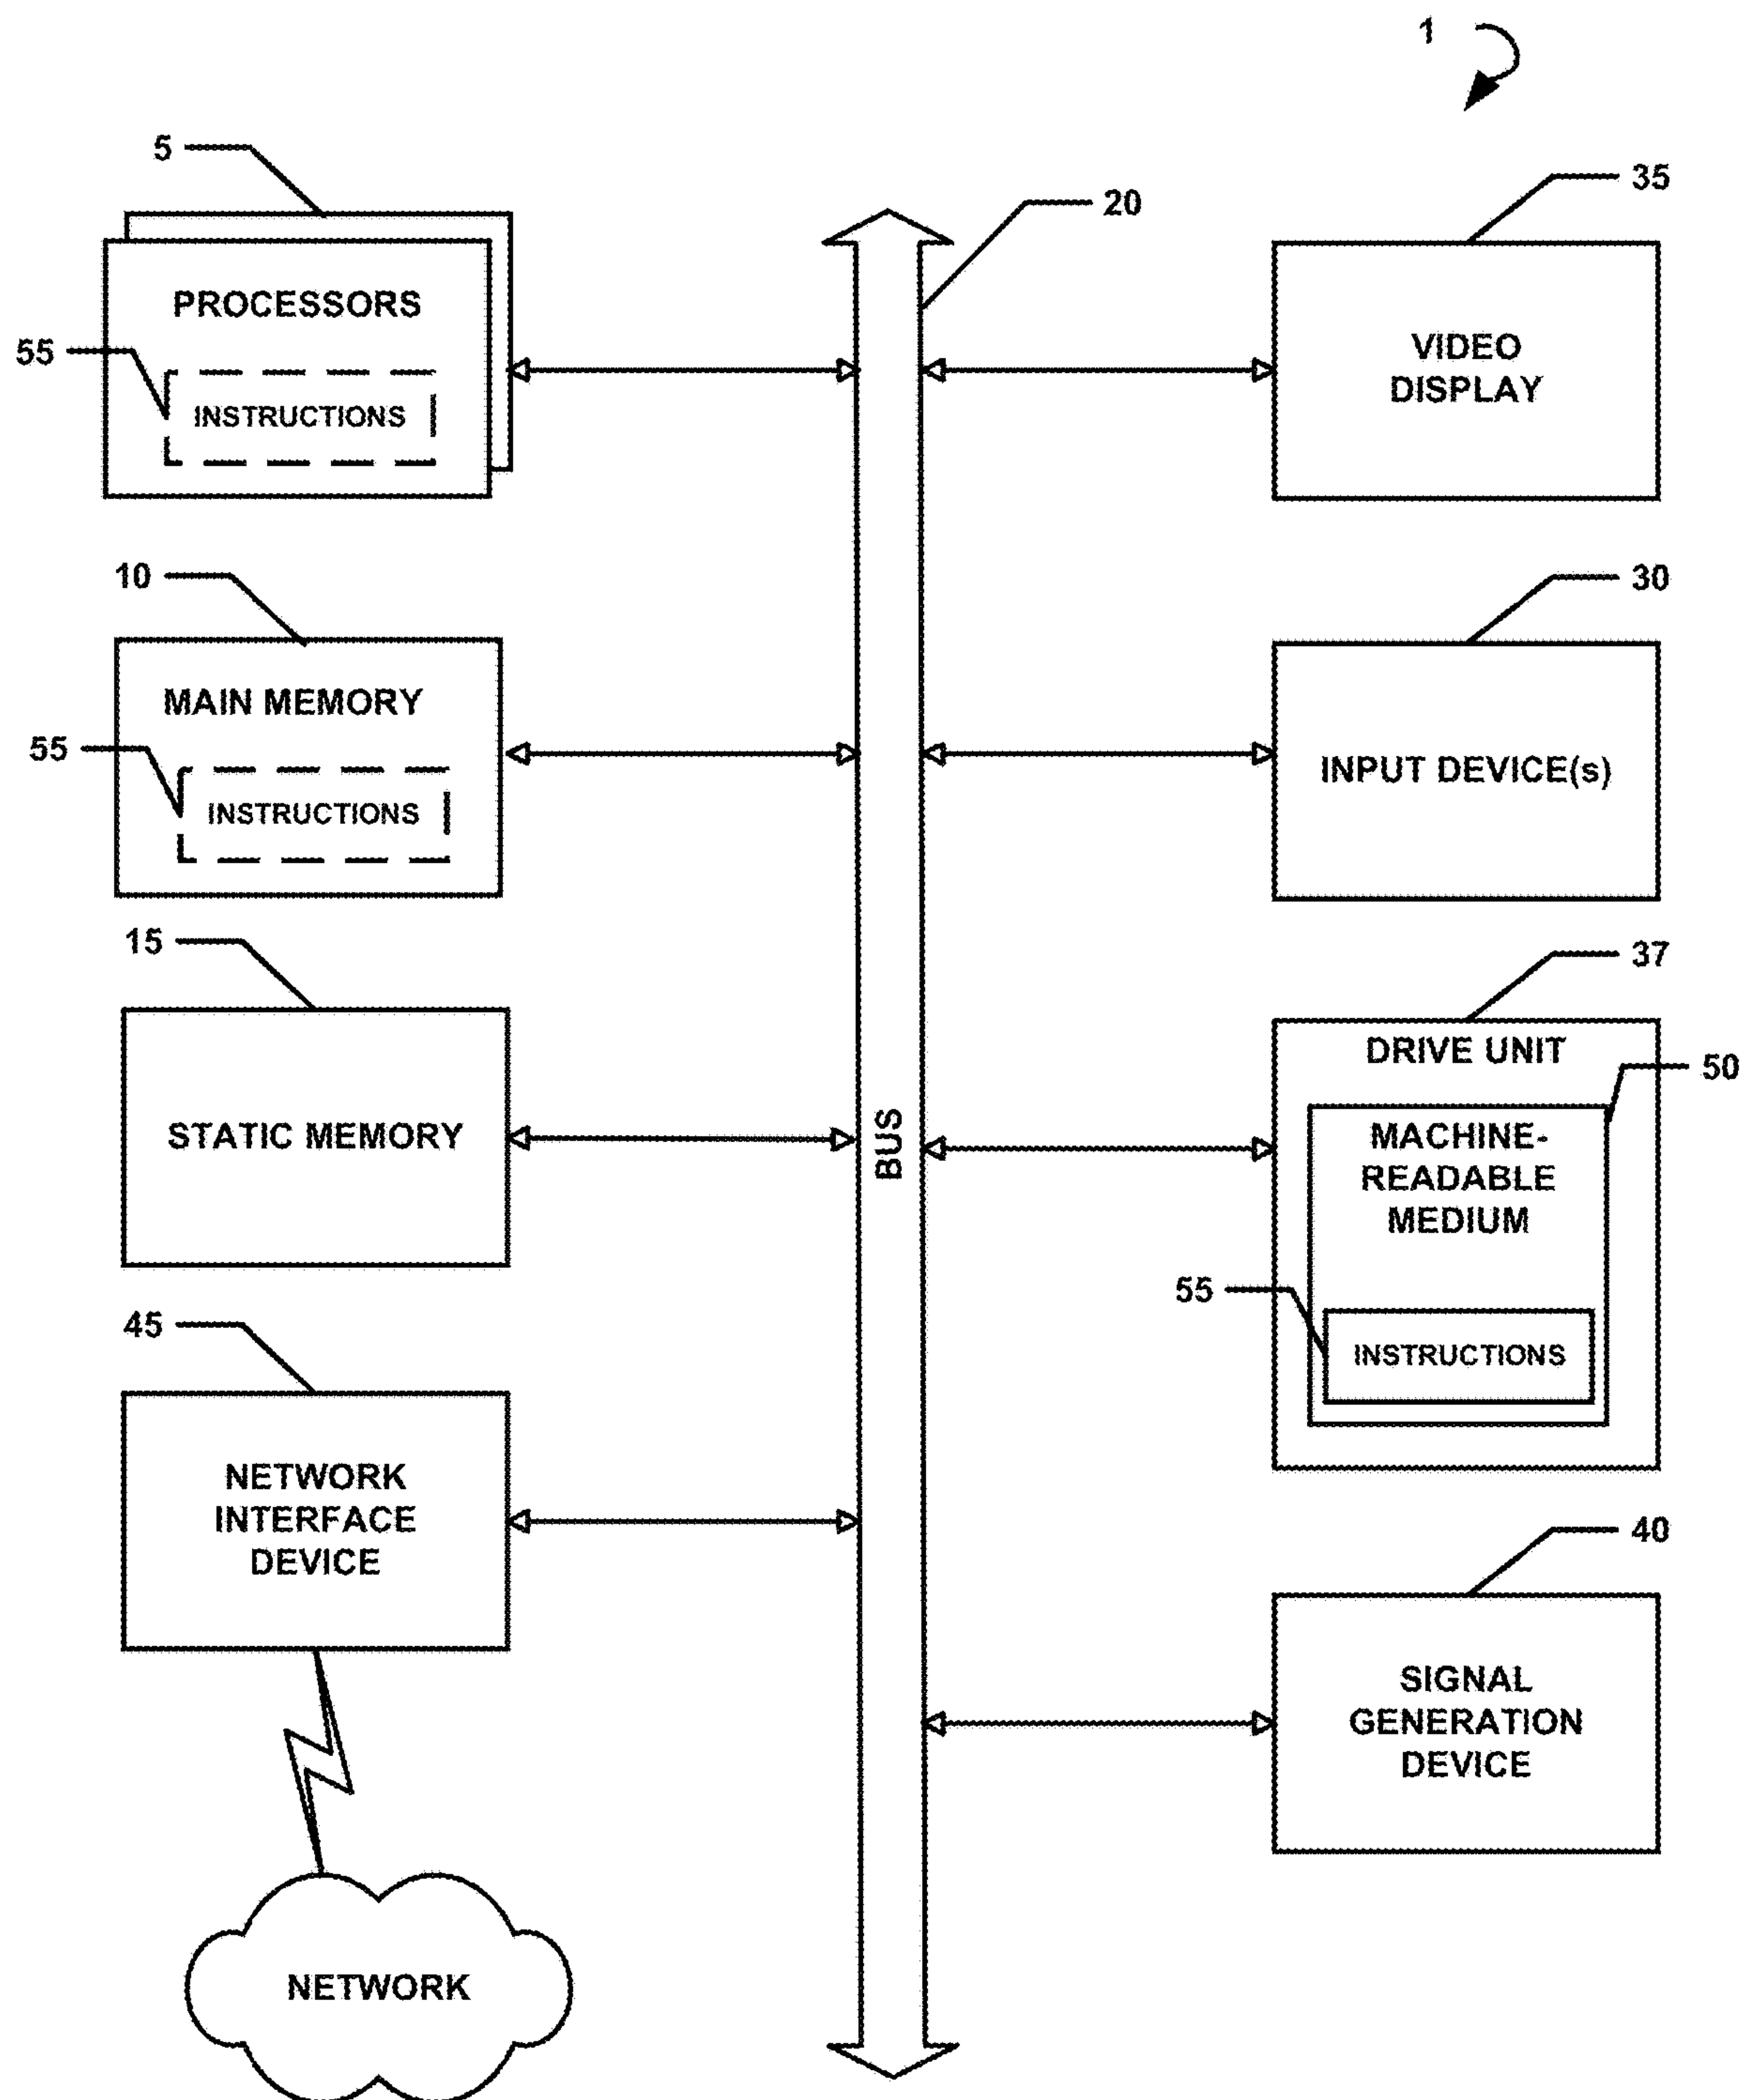 1
5
PROCESSORS
55
INSTRUCTIONS
10
MAIN MEMORY
55
INSTRUCTIONS
15
STATIC MEMORY
45
NETWORK
INTERFACE
DEVICE
NETWORK
20
BUS
35
VIDEO
DISPLAY
30
INPUT DEVICE(s)
37
DRIVE UNIT
50
MACHINE-
READABLE
MEDIUM
55
INSTRUCTIONS
40
SIGNAL
GENERATION
DEVICE